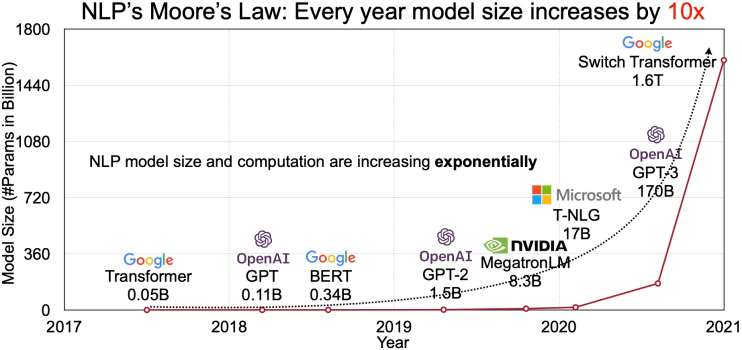 NLP's Moore's Law: Every year model size increases by 10x
Model Size (#Params in Billion)
1800
1440
1080
720
360
0
NLP model size and computation are increasing exponentially
Google
Transformer
0.05B
OpenAI
GPT
0.11B
Google
BERT
0.34B
OpenAI
GPT-2
1.5B
NVIDIA
MegatronLM
8.3B
Microsoft
T-NLG
17B
OpenAI
GPT-3
170B
Google
Switch Transformer
1.6T
2017
2018
2019
2020
2021
Year